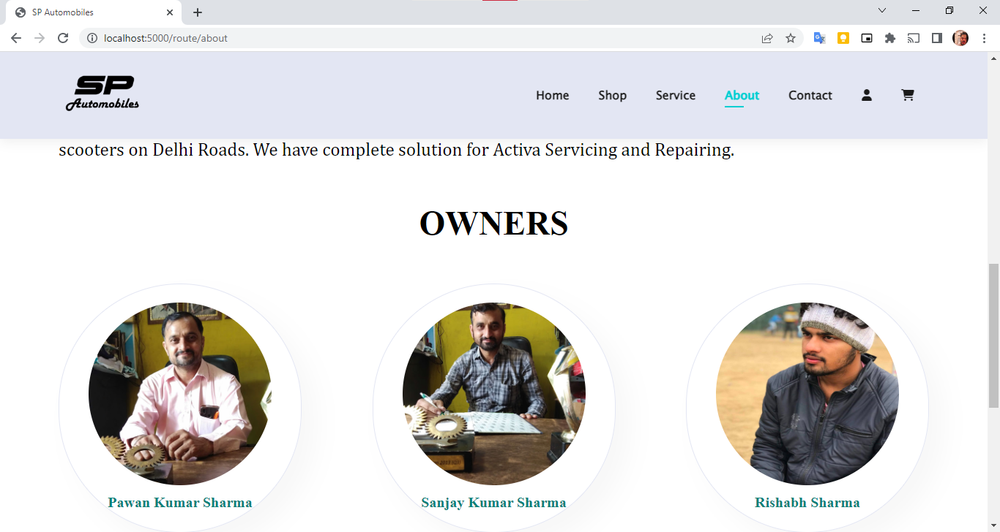 SP Automobiles
localhost:5000/route/about
SP
Automobiles
Home Shop Service About Contact
scooters on Delhi Roads. We have complete solution for Activa Servicing and Repairing.
OWNERS
Pawan Kumar Sharma Sanjay Kumar Sharma Rishabh Sharma